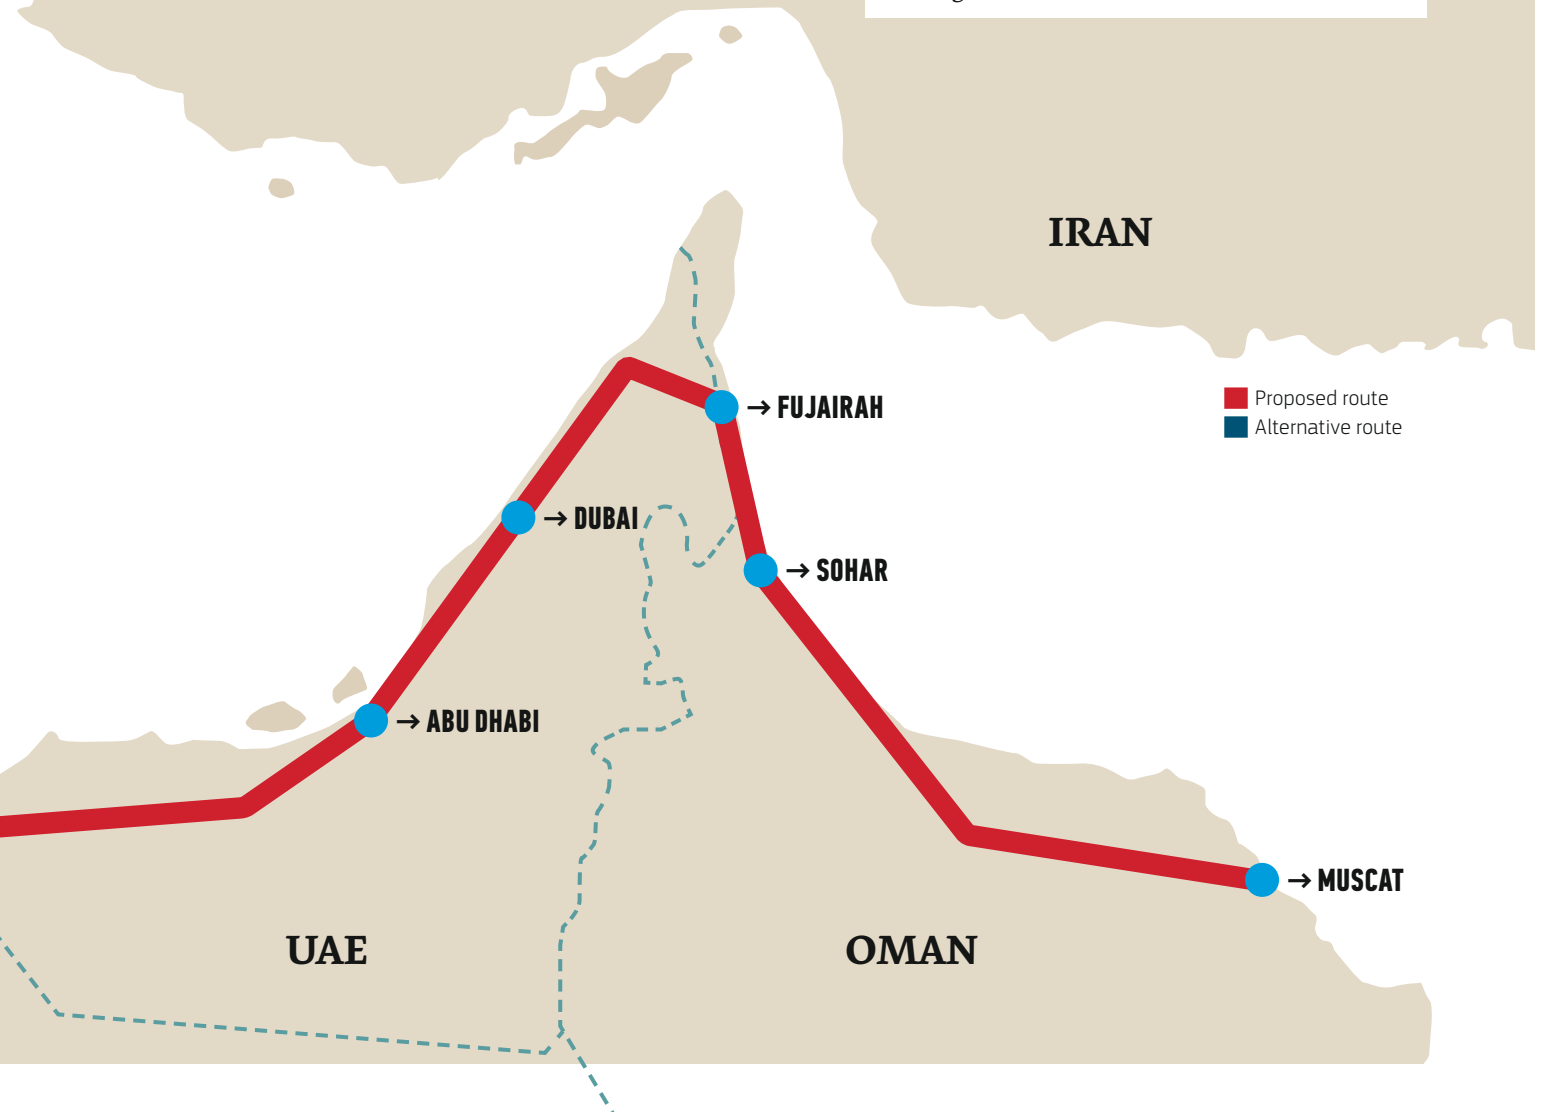 IRAN
Proposed route
Alternative route
→ FUJAIRAH
→ DUBAI
→ SOHAR
→ ABU DHABI
→ MUSCAT
UAE
OMAN